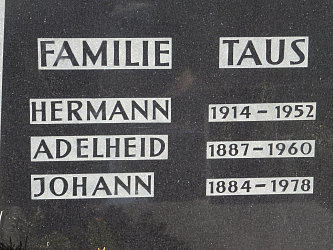 FAMILIE TAUS
HERMANN 1914-1952
ADELHEID 1887-1960
JOHANN 1884-1978